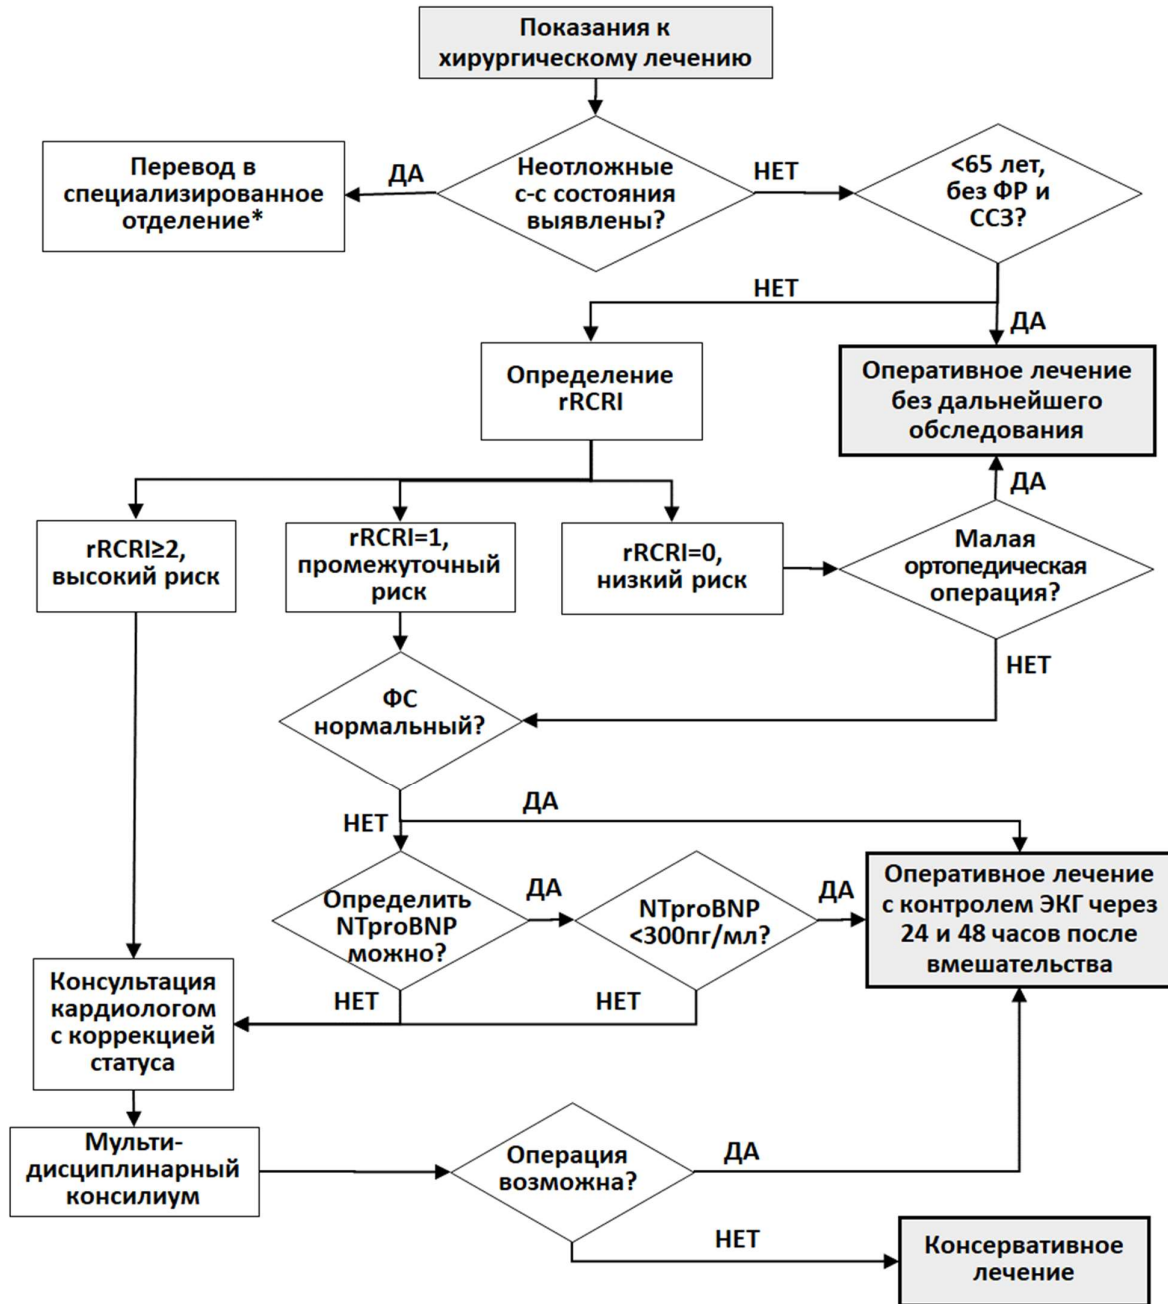 Показания к
хирургическому лечению
Неотложные
с-с состояния
выявлены?
ДА
Перевод в
специализированное
отделение*
НЕТ
<65 лет,
без ФР и
ССЗ?
НЕТ
ДА
Определение
rRCRI
Оперативное лечение
без дальнейшего
обследования
ДА
rRCRI≥2,
высокий риск
rRCRI=1,
промежуточный
риск
rRCRI=0,
низкий риск
Малая
ортопедическая
операция?
НЕТ
ФС
нормальный?
ДА
НЕТ
Определить
NTproBNP
можно?
ДА
NTproBNP
<300пг/мл?
ДА
Оперативное лечение
с контролем ЭКГ через
24 и 48 часов после
вмешательства
НЕТ
НЕТ
Консультация
кардиологом
с коррекцией
статуса
Мульти-
дисциплинарный
консилиум
Операция
возможна?
ДА
НЕТ
Консервативное
лечение